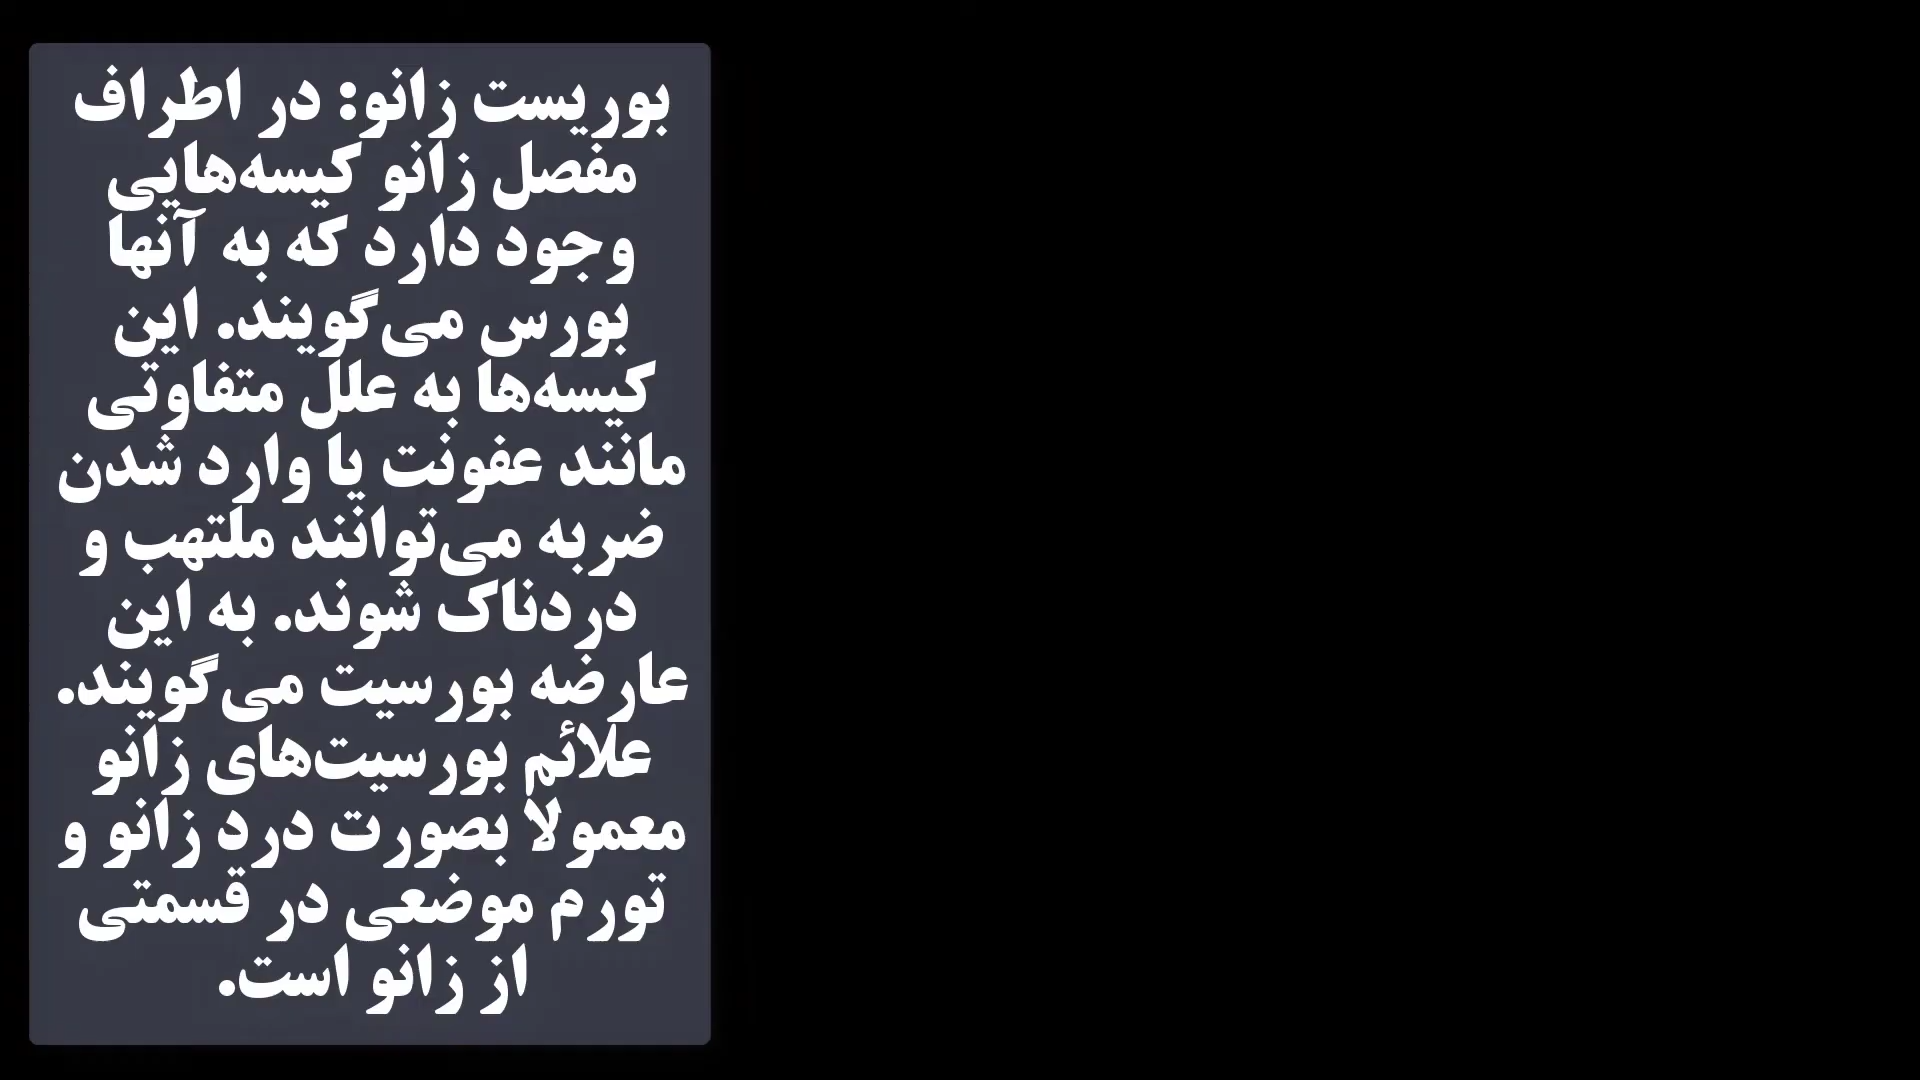 بوریست زانو: در اطراف
مفصل زانو کیسه‌هایی
وجود دارد که به آنها
بورس می‌گویند. این
کیسه‌ها به علل متفاوتی
مانند عفونت یا وارد شدن
ضربه می‌توانند ملتهب و
دردناک شوند. به این
عارضه بورسیت می‌گویند.
علائم بورسیت‌های زانو
معمولا بصورت درد زانو و
تورم موضعی در قسمتی
از زانو است.